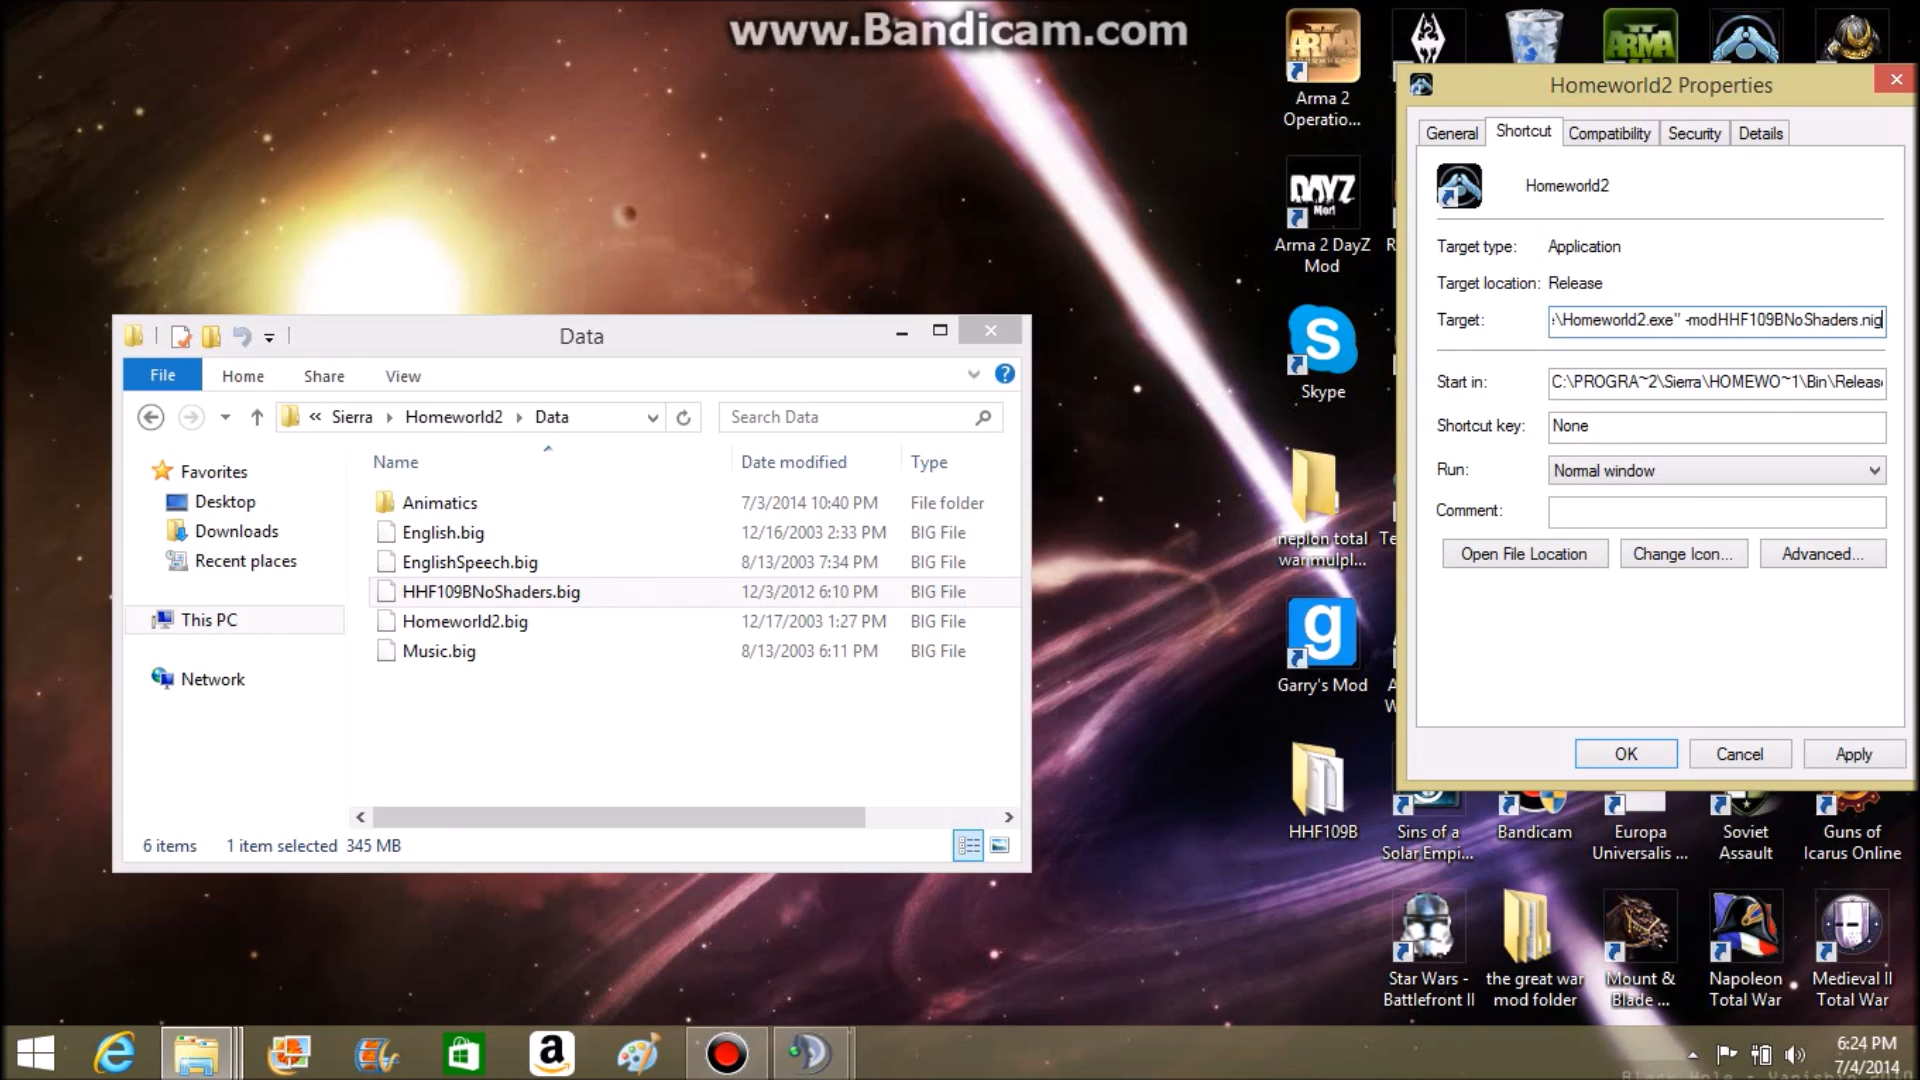 www.Bandicam.com
Arma 2
Operatio...
DAYZ
Mod
Arma 2 DayZ
Mod
Skype
neplon total
war mulpl...
Garry's Mod
HHF109B
Homeworld2 Properties
General
Shortcut
Compatibility
Security
Details
Homeworld2
Target type: Application
Target location: Release
Target: :\Homeworld2.exe" -modHHF109BNoShaders.nig
Start in: C:\PROGRA~2\Sierra\HOMEWO~1\Bin\Release
Shortcut key: None
Run: Normal window
Comment:
Open File Location
Change Icon...
Advanced...
OK
Cancel
Apply
Data
File
Home
Share
View
« Sierra
Homeworld2
Data
Search Data
Name
Date modified
Type
Favorites
Desktop
Downloads
Recent places
This PC
Network
Animatics 7/3/2014 10:40 PM File folder
English.big 12/16/2003 2:33 PM BIG File
EnglishSpeech.big 8/13/2003 7:34 PM BIG File
HHF109BNoShaders.big 12/3/2012 6:10 PM BIG File
Homeworld2.big 12/17/2003 1:27 PM BIG File
Music.big 8/13/2003 6:11 PM BIG File
6 items 1 item selected 345 MB
Sins of a
Solar Empi...
Bandicam
Europa
Universalis ...
Soviet
Assault
Guns of
Icarus Online
Star Wars -
Battlefront II
the great war
mod folder
Mount &
Blade ...
Napoleon
Total War
Medieval II
Total War
6:24 PM
7/4/2014